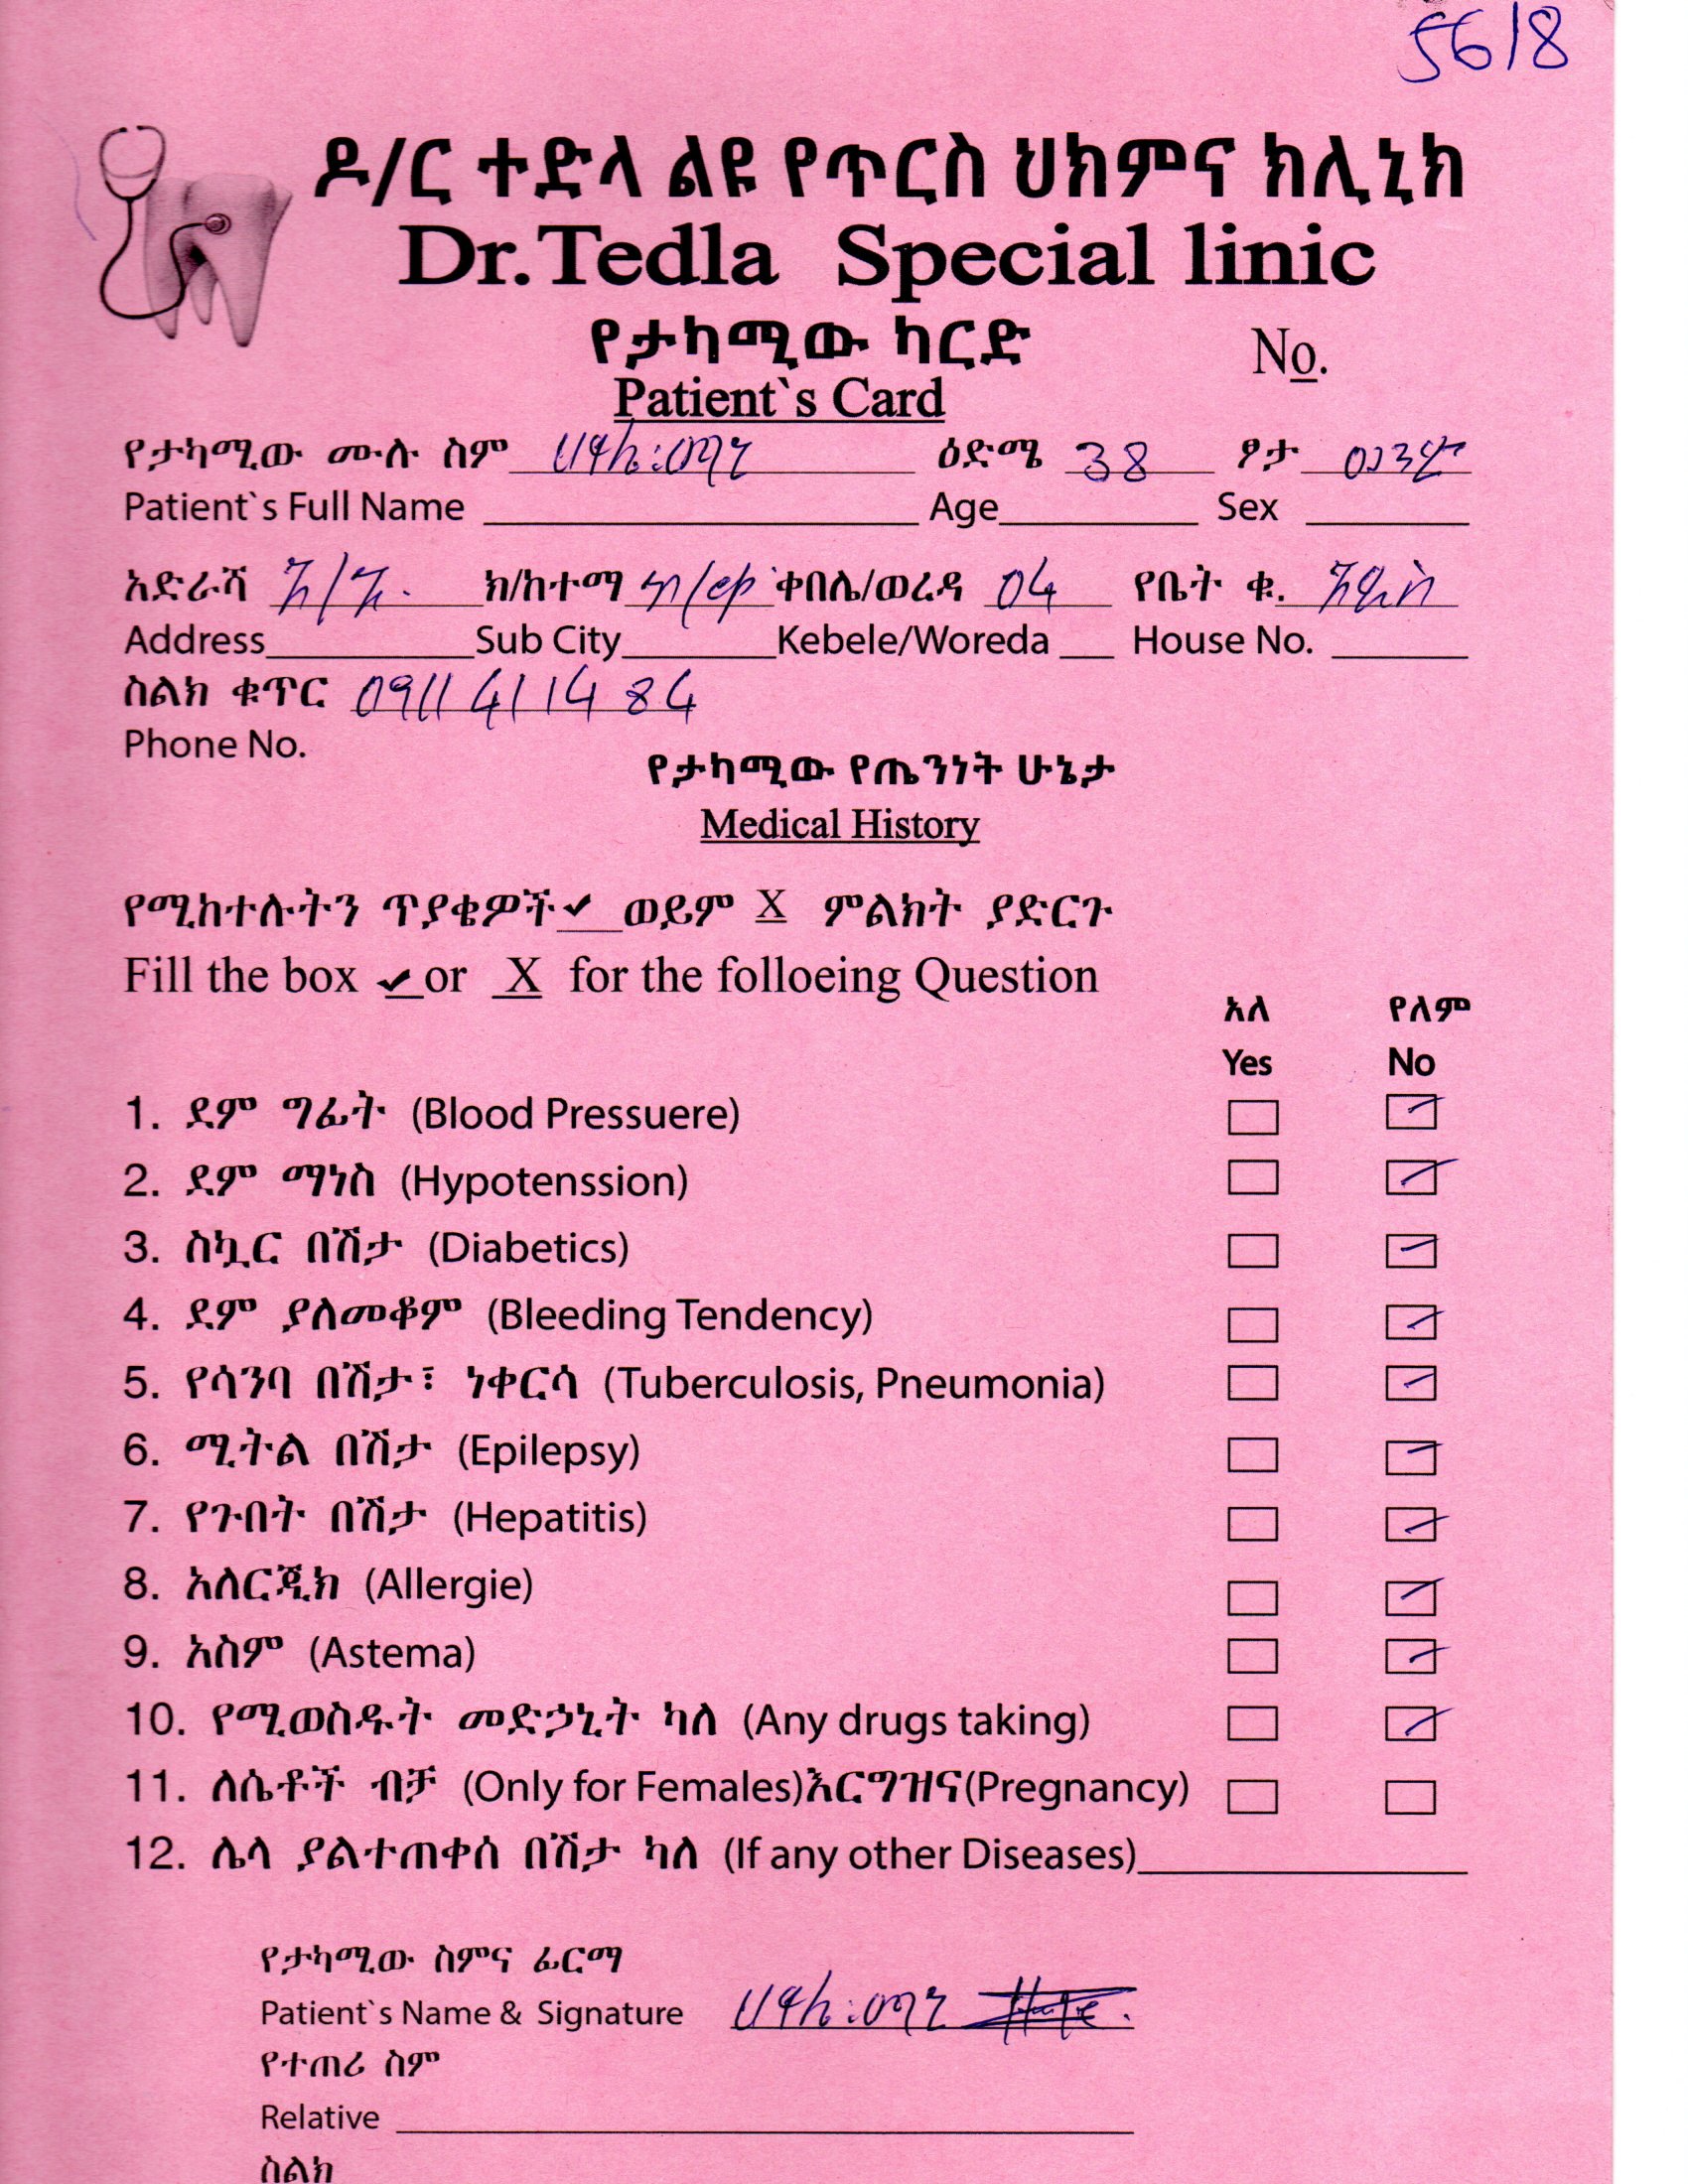 5618
ዶ/ር ተድላ ልዩ የጥርስ ህክምና ክሊኒክ
Dr.Tedla Special linic
የታካሚው ካርድ
No.
Patient`s Card
የታካሚው ሙሉ ስም ዕድሜ 38 ፆታ ወንድ
Patient`s Full Name Age Sex
አድራሻ አ/አ. ክ/ከተማ ቀበሌ/ወረዳ 04 የቤት ቁ. አዲስ
Address Sub City Kebele/Woreda House No.
ስልክ ቁጥር 0911 41 14 84
Phone No.
የታካሚው የጤንነት ሁኔታ
Medical History
የሚከተሉትን ጥያቄዎች ✓ ወይም X ምልክት ያድርጉ
Fill the box ✓ or X for the folloeing Question
አለ የለም
Yes No
1. ደም ግፊት (Blood Pressuere)
2. ደም ማነስ (Hypotenssion)
3. ስኳር በሽታ (Diabetics)
4. ደም ያለመቆም (Bleeding Tendency)
5. የሳንባ በሽታ፣ ነቀርሳ (Tuberculosis, Pneumonia)
6. ሚትል በሽታ (Epilepsy)
7. የጉበት በሽታ (Hepatitis)
8. አለርጂክ (Allergie)
9. አስም (Astema)
10. የሚወስዱት መድኃኒት ካለ (Any drugs taking)
11. ለሴቶች ብቻ (Only for Females)እርግዝና(Pregnancy)
12. ሌላ ያልተጠቀሰ በሽታ ካለ (If any other Diseases)
የታካሚው ስምና ፊርማ
Patient`s Name & Signature
የተጠሪ ስም
Relative
ስልክ